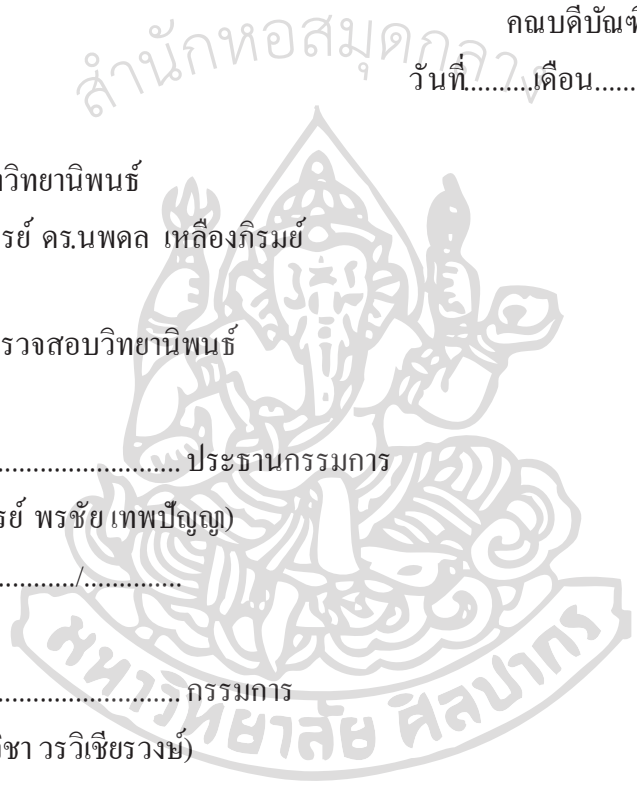 สำนักหอสมุดกลาง
คณบดีบัณฑิ
วันที่..........เดือน......
วิทยานิพนธ์
รย์ ดร.นพดล เหลืองภิรมย์
รวจสอบวิทยานิพนธ์
............................ ประธานกรรมการ
รย์ พรชัย เทพปัญญา)
............/..............
............................ กรรมการ
วิชา วรวิเชียรวงษ์)
มหาวิทยาลัย ศิลปากร